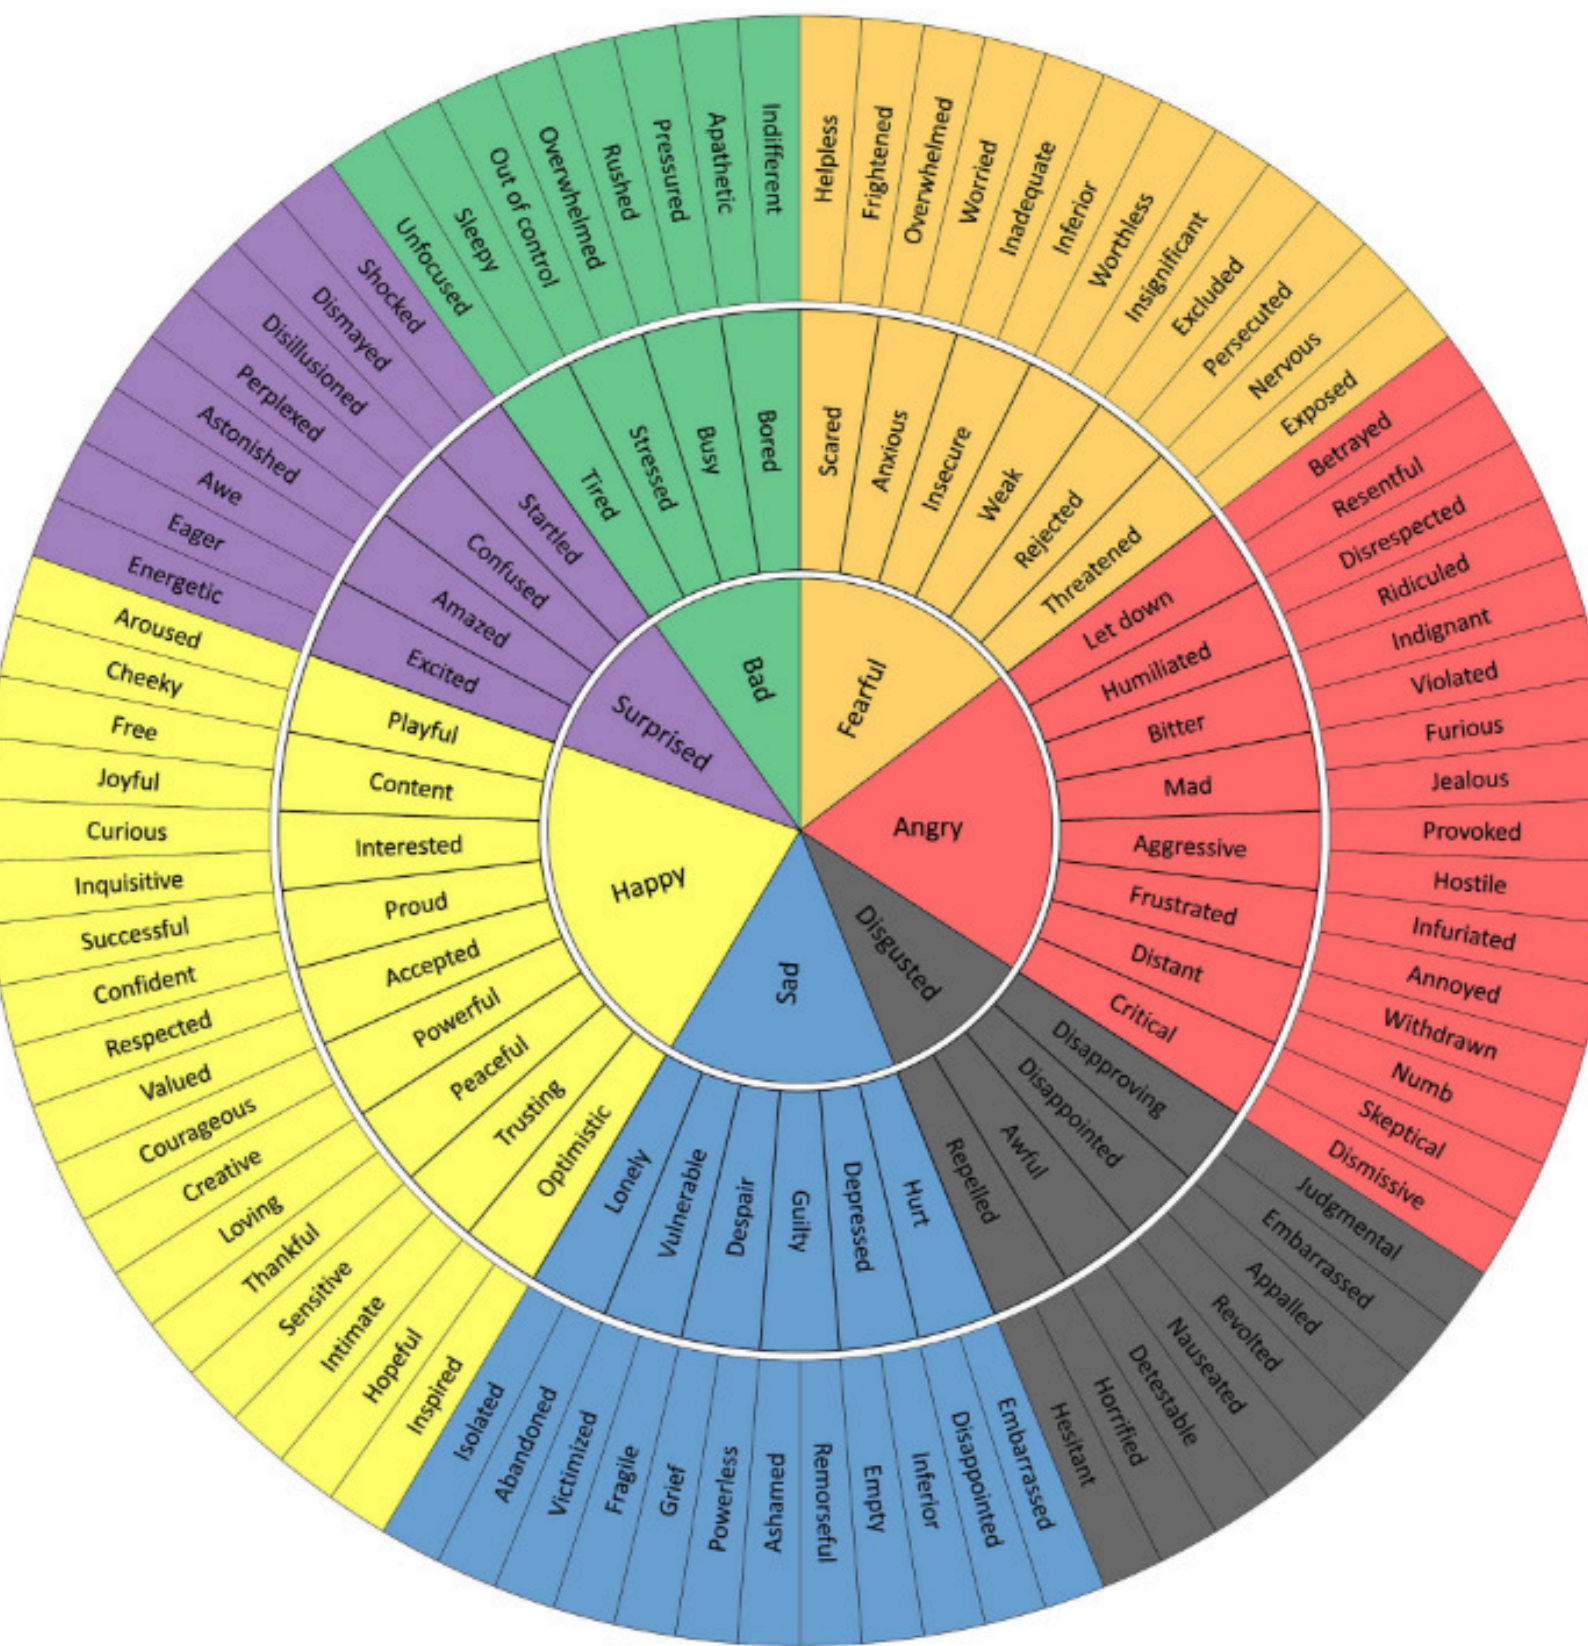 Bad
Fearful
Angry
Disgusted
Sad
Happy
Surprised
Tired
Stressed
Busy
Bored
Scared
Anxious
Insecure
Weak
Rejected
Threatened
Let down
Humiliated
Bitter
Mad
Aggressive
Frustrated
Distant
Critical
Disapproving
Disappointed
Awful
Repelled
Hurt
Depressed
Guilty
Despair
Vulnerable
Lonely
Optimistic
Trusting
Peaceful
Powerful
Accepted
Proud
Interested
Content
Playful
Excited
Amazed
Confused
Startled
Unfocused
Sleepy
Out of control
Overwhelmed
Rushed
Pressured
Apathetic
Indifferent
Helpless
Frightened
Overwhelmed
Worried
Inadequate
Inferior
Worthless
Insignificant
Excluded
Persecuted
Nervous
Exposed
Betrayed
Resentful
Disrespected
Ridiculed
Indignant
Violated
Furious
Jealous
Provoked
Hostile
Infuriated
Annoyed
Withdrawn
Numb
Skeptical
Dismissive
Judgmental
Embarrassed
Appalled
Revolted
Nauseated
Detestable
Horrified
Hesitant
Embarrassed
Disappointed
Inferior
Empty
Remorseful
Ashamed
Powerless
Grief
Fragile
Victimized
Abandoned
Isolated
Inspired
Hopeful
Intimate
Sensitive
Thankful
Loving
Creative
Courageous
Valued
Respected
Confident
Successful
Inquisitive
Curious
Joyful
Free
Cheeky
Aroused
Energetic
Eager
Awe
Astonished
Perplexed
Disillusioned
Dismayed
Shocked